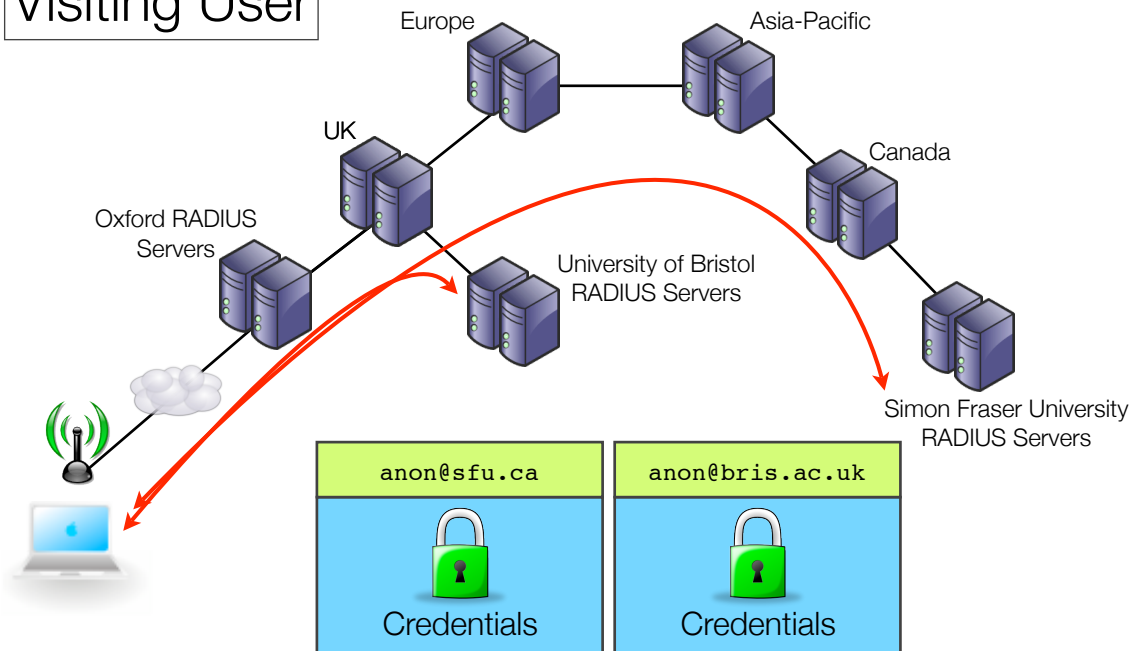 Visiting User
Europe
Asia-Pacific
UK
Canada
Oxford RADIUS
Servers
University of Bristol
RADIUS Servers
Simon Fraser University
RADIUS Servers
anon@sfu.ca
anon@bris.ac.uk
Credentials
Credentials